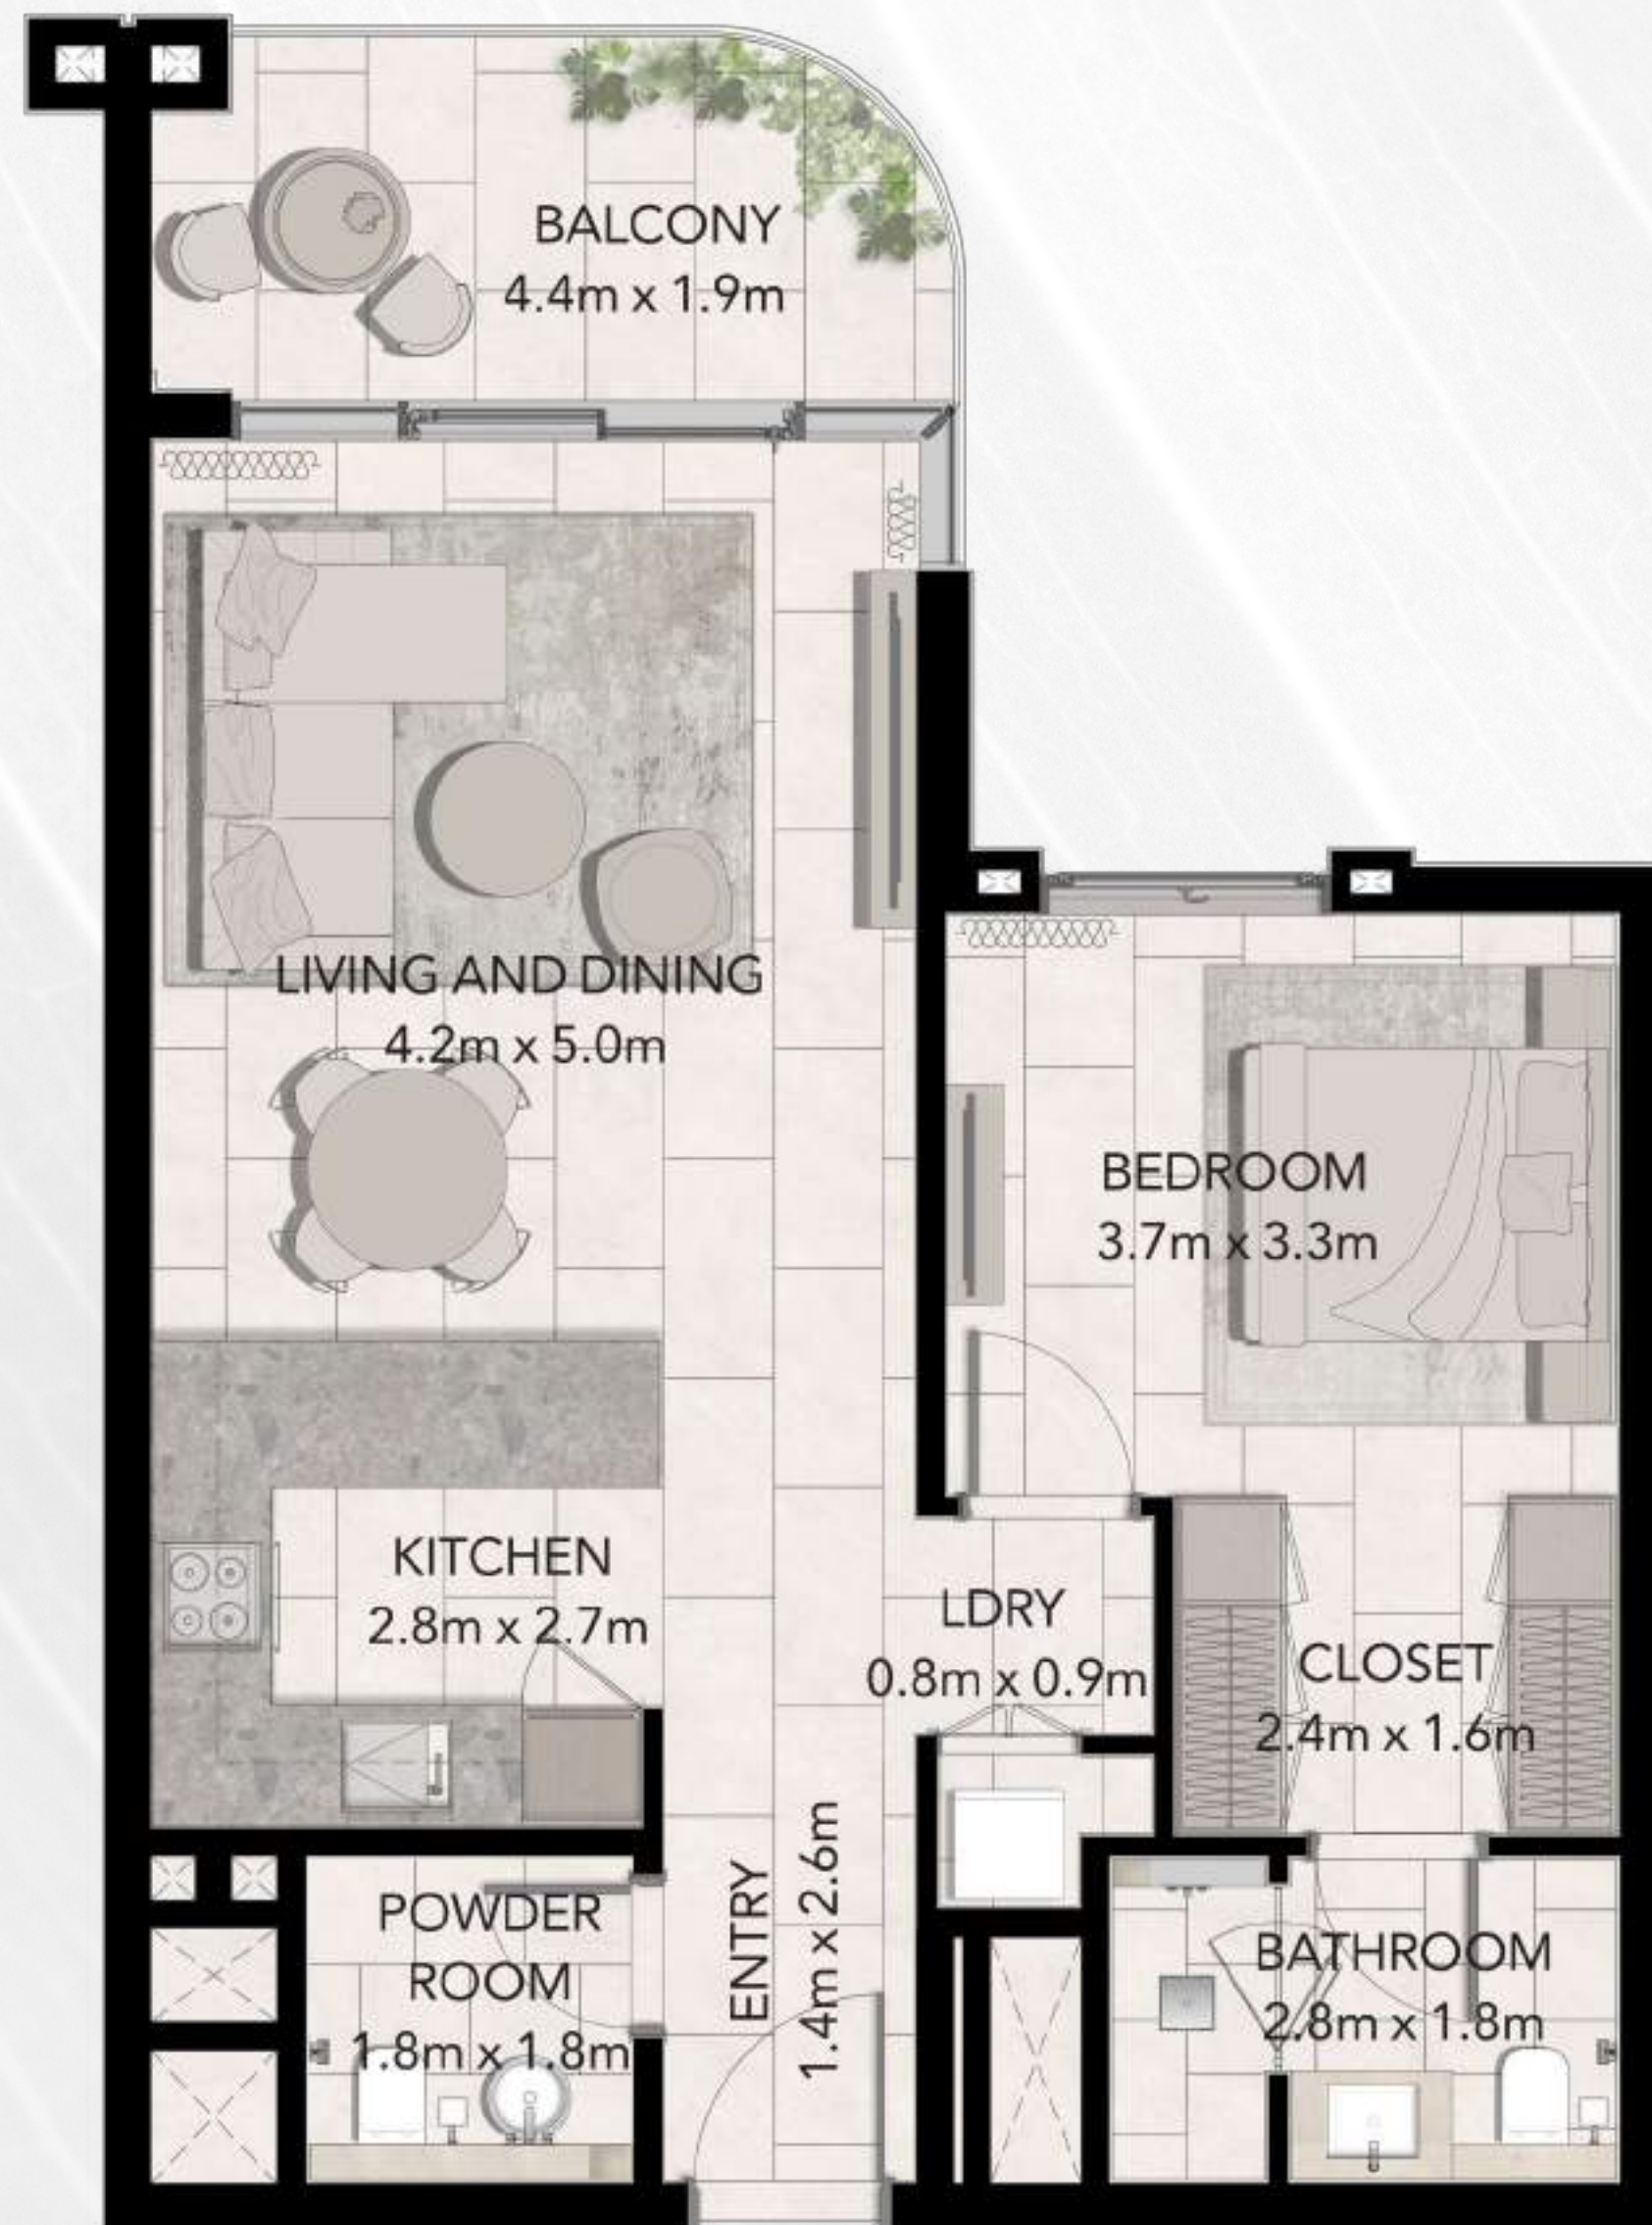 BALCONY
4.4m x 1.9m
LIVING AND DINING
4.2m x 5.0m
BEDROOM
3.7m x 3.3m
KITCHEN
2.8m x 2.7m
LDRY
0.8m x 0.9m
CLOSET
2.4m x 1.6m
POWDER
ROOM
1.8m x 1.8m
ENTRY
1.4m x 2.6m
BATHROOM
2.8m x 1.8m